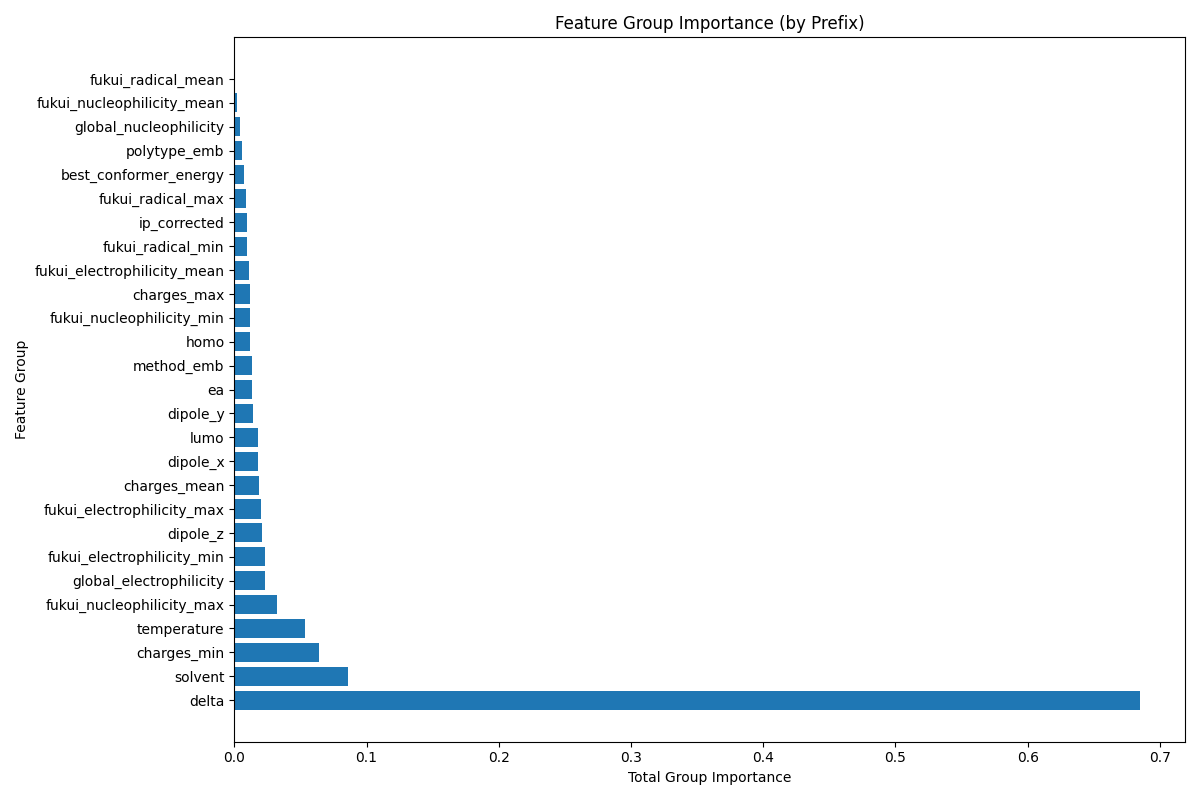 Feature Group Importance (by Prefix)
Feature Group
fukui_radical_mean
fukui_nucleophilicity_mean
global_nucleophilicity
polytype_emb
best_conformer_energy
fukui_radical_max
ip_corrected
fukui_radical_min
fukui_electrophilicity_mean
charges_max
fukui_nucleophilicity_min
homo
method_emb
ea
dipole_y
lumo
dipole_x
charges_mean
fukui_electrophilicity_max
dipole_z
fukui_electrophilicity_min
global_electrophilicity
fukui_nucleophilicity_max
temperature
charges_min
solvent
delta
0.0 0.1 0.2 0.3 0.4 0.5 0.6 0.7
Total Group Importance